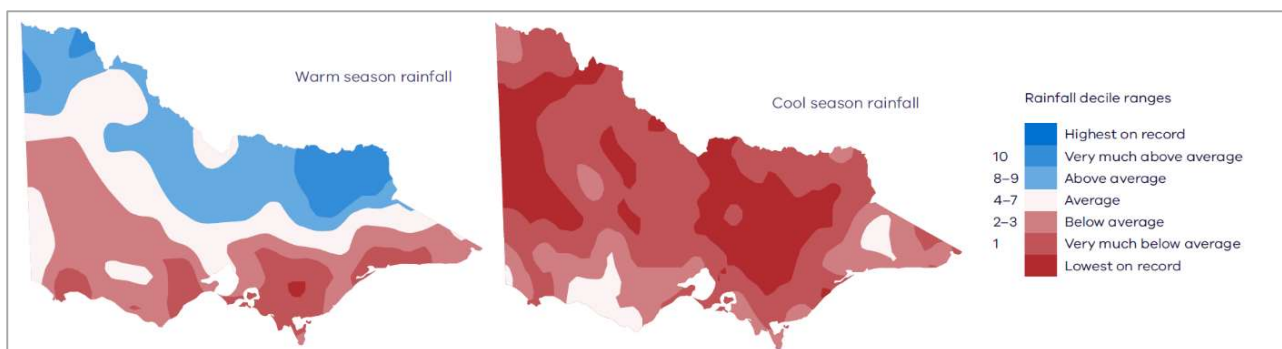 Warm season rainfall
Cool season rainfall
Rainfall decile ranges
Highest on record
10 Very much above average
8–9 Above average
4–7 Average
2–3 Below average
1 Very much below average
Lowest on record